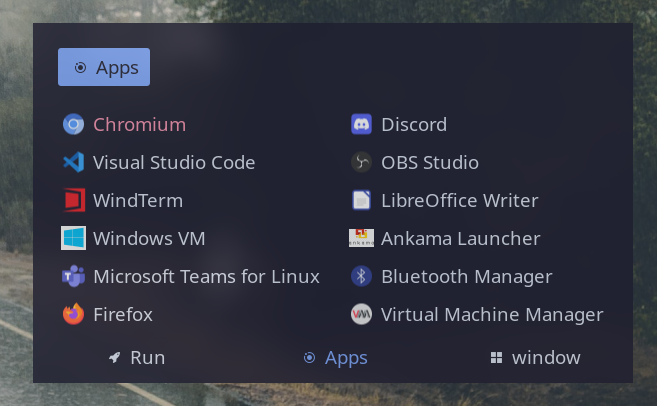 Apps
Chromium
Discord
Visual Studio Code
OBS Studio
WindTerm
LibreOffice Writer
Windows VM
ankama
Ankama Launcher
Microsoft Teams for Linux
Bluetooth Manager
Firefox
Virtual Machine Manager
Run
Apps
window